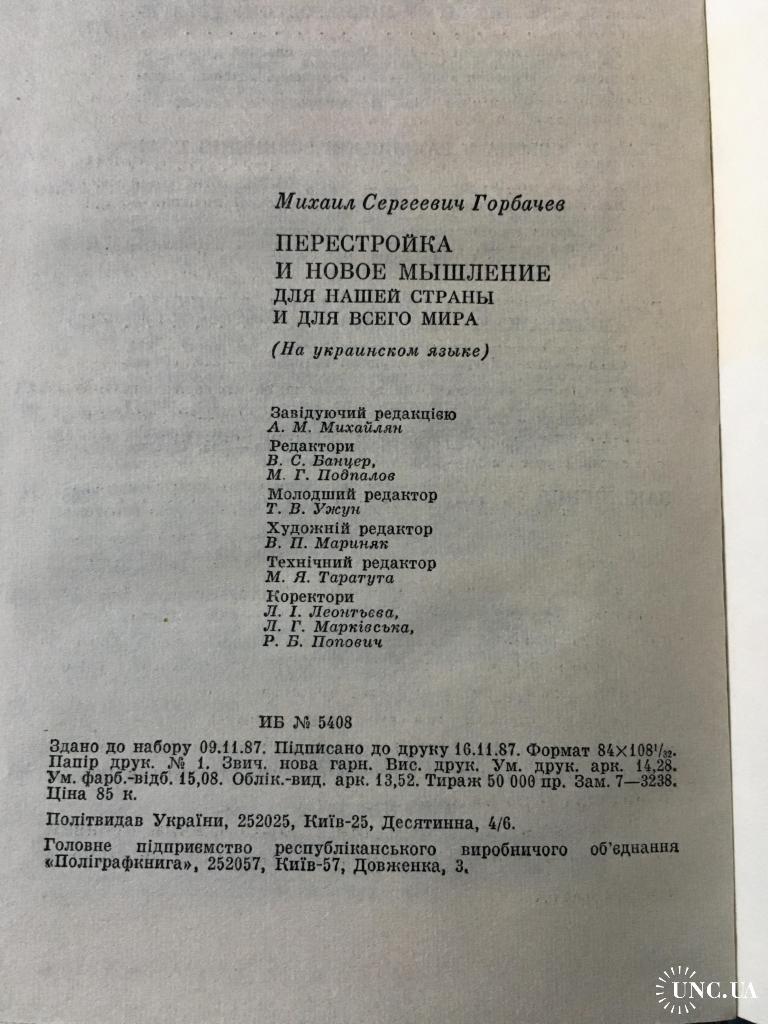 Михаил Сергеевич Горбачев
ПЕРЕСТРОЙКА
И НОВОЕ МЫШЛЕНИЕ
ДЛЯ НАШЕЙ СТРАНЫ
И ДЛЯ ВСЕГО МИРА
(На украинском языке)
Завідуючий редакцією
А. М. Михайлян
Редактори
В. С. Банцер,
М. Г. Подпалов
Молодший редактор
Т. В. Ужун
Художній редактор
В. П. Мариняк
Технічний редактор
М. Я. Таратута
Коректори
Л. І. Леонтьєва,
Л. Г. Марківська,
Р. Б. Попович
ИБ № 5408
Здано до набору 09.11.87. Підписано до друку 16.11.87. Формат 84×108¹/₃₂.
Папір друк. № 1. Звич. нова гарн. Вис. друк. Ум. друк. арк. 14,28.
Ум. фарб.-відб. 15,08. Облік.-вид. арк. 13,52. Тираж 50 000 пр. Зам. 7—3238.
Ціна 85 к.
Політвидав України, 252025, Київ-25, Десятинна, 4/6.
Головне підприємство республіканського виробничого об'єднання
«Поліграфкнига», 252057, Київ-57, Довженка, 3.
UNC.UA